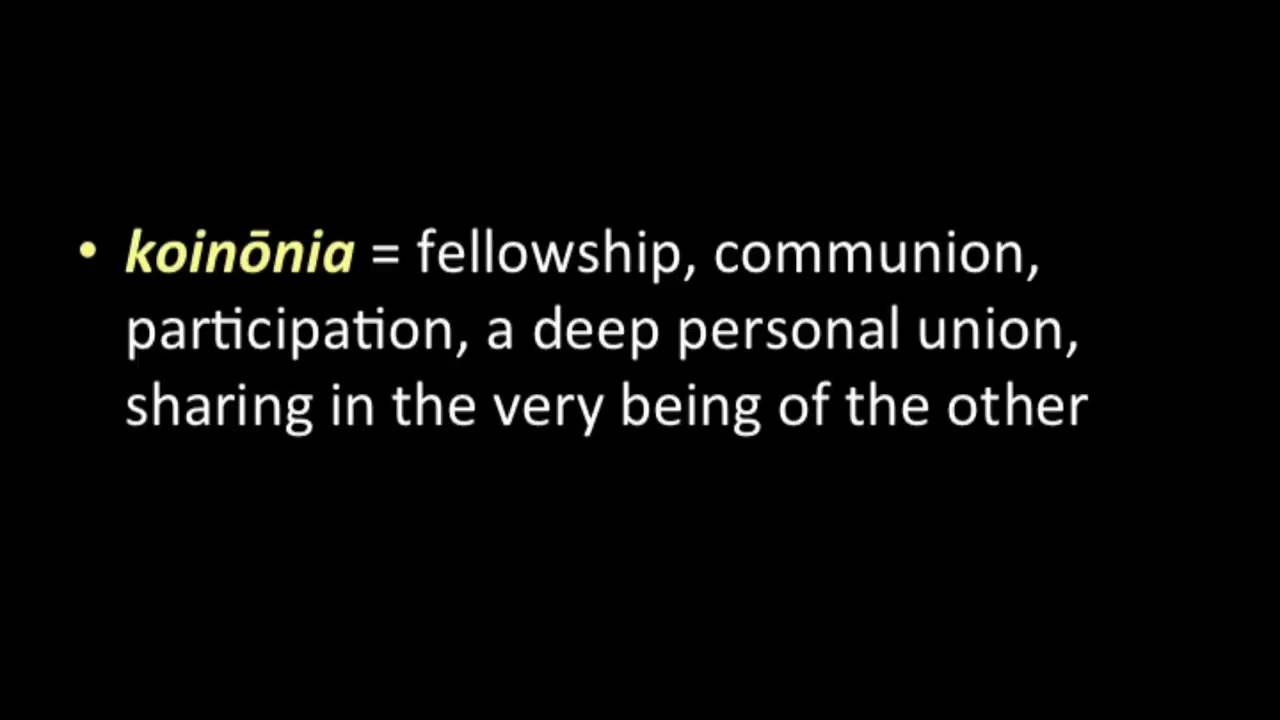 • koinōnia = fellowship, communion,
participation, a deep personal union,
sharing in the very being of the other